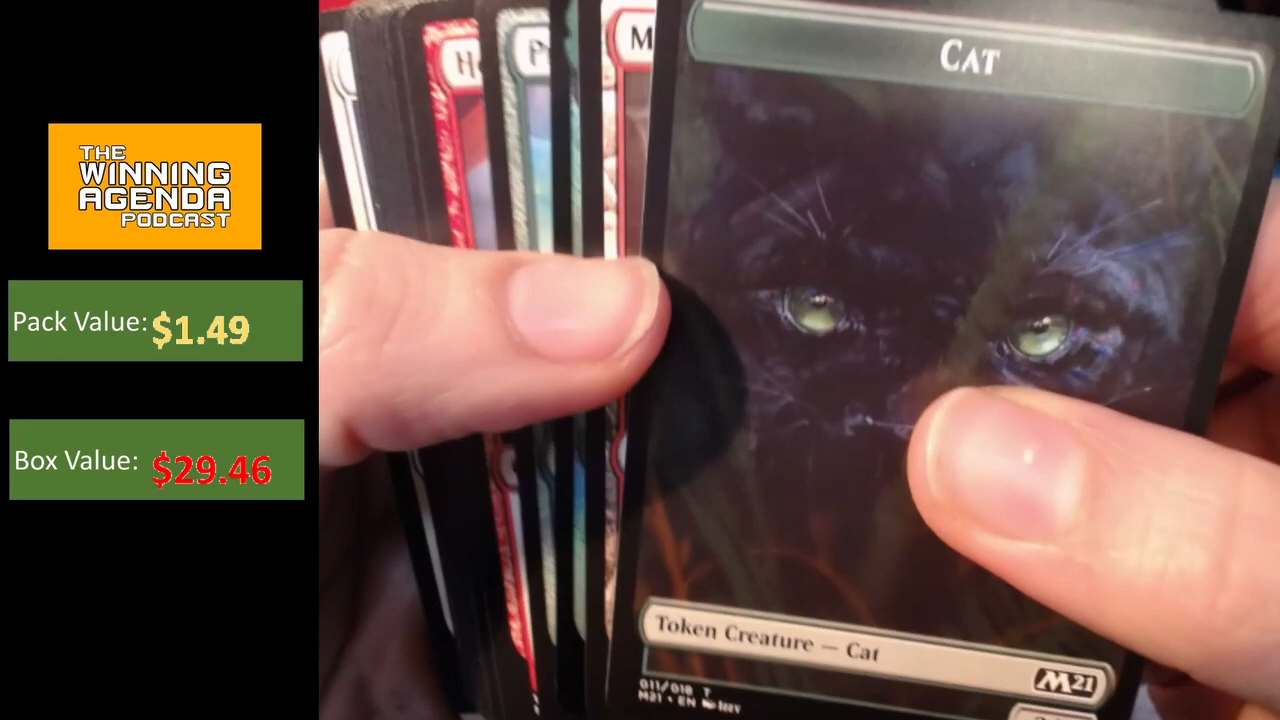 THE
WINNING
AGENDA
PODCAST
Pack Value: $1.49
Box Value: $29.46
H
P
M
CAT
Token Creature — Cat
M21
011/018 T
M21 • EN Izzy